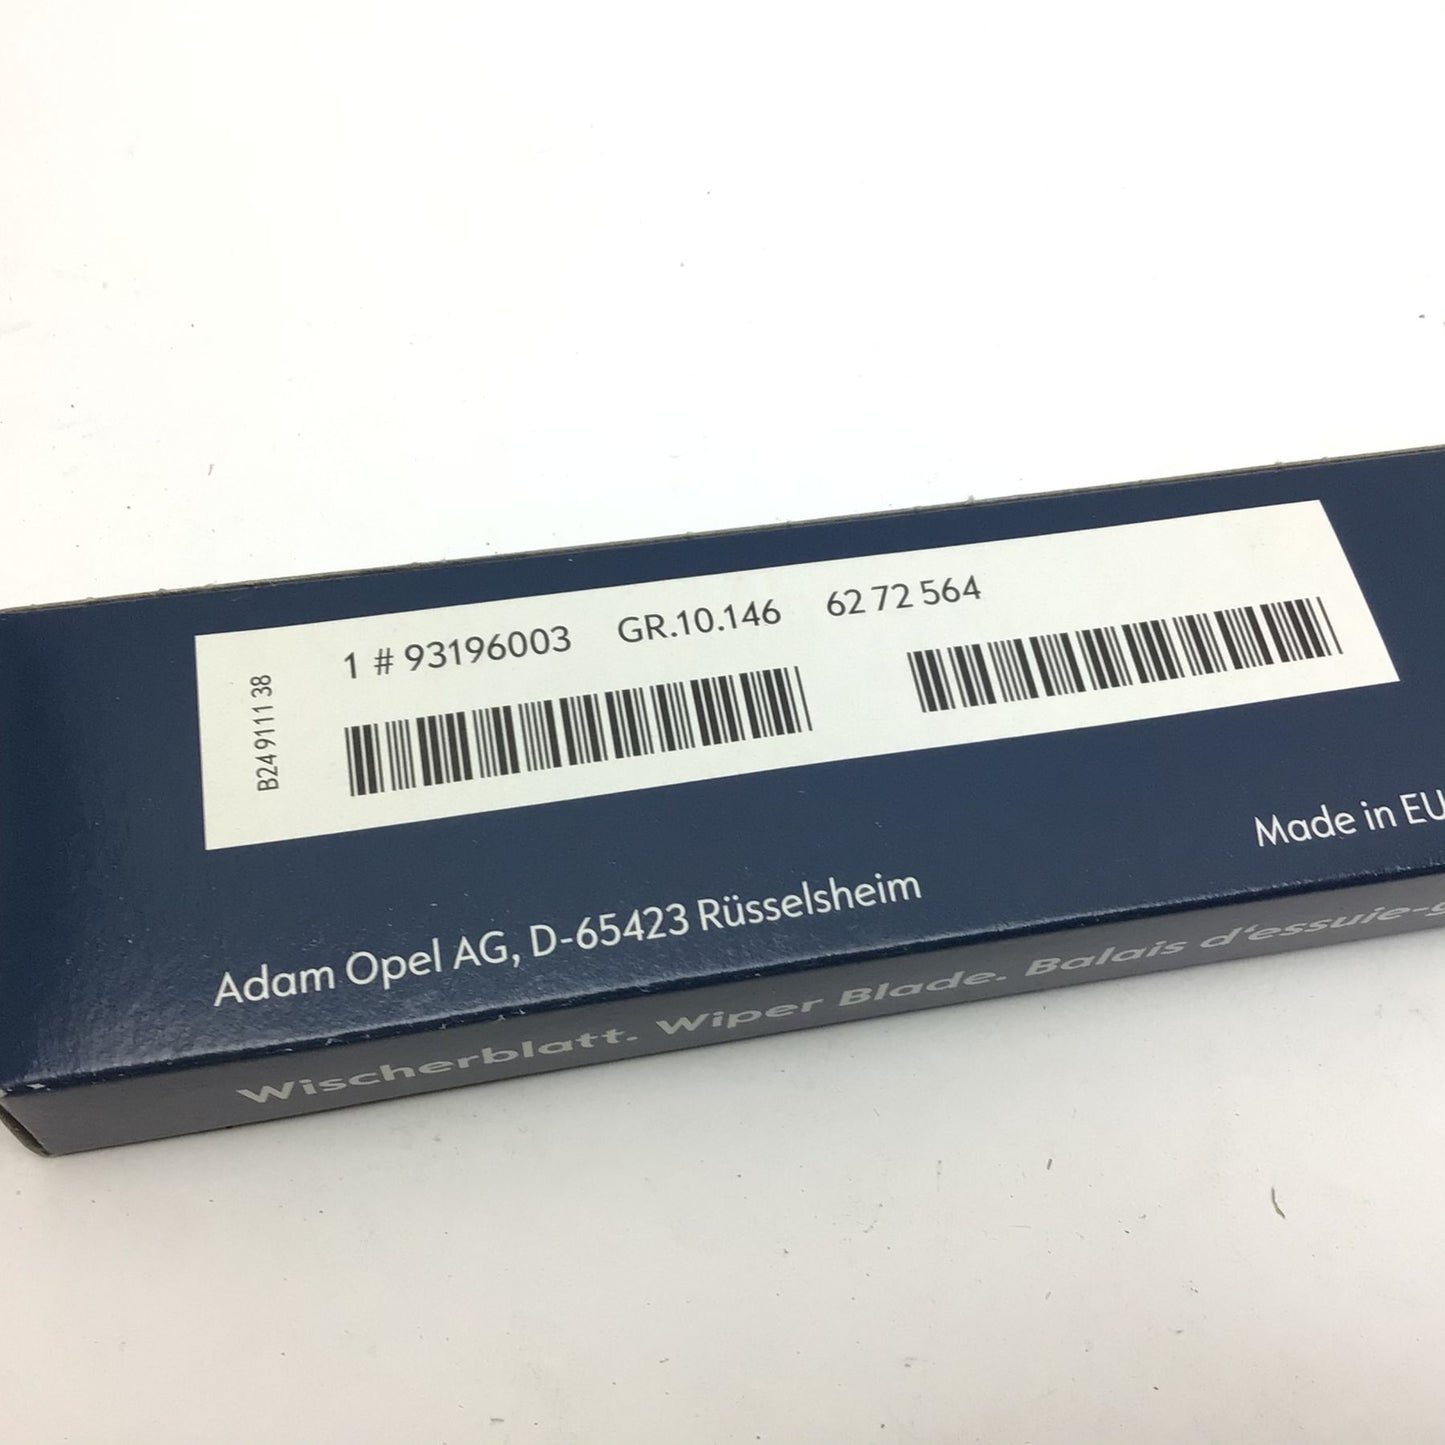 1 # 93196003 GR.10.146 62 72 564
B24 9111 38
Made in EU
Adam Opel AG, D-65423 Rüsselsheim
Wischerblatt. Wiper Blade. Balais d'essuie-g